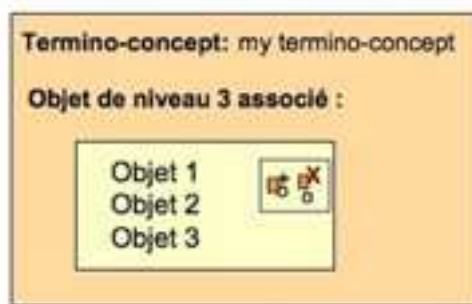 Termino-concept: my termino-concept
Objet de niveau 3 associé :
Objet 1
Objet 2
Objet 3